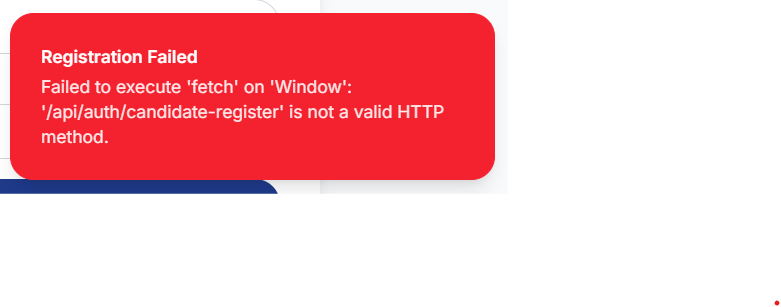 Registration Failed
Failed to execute 'fetch' on 'Window':
'/api/auth/candidate-register' is not a valid HTTP
method.